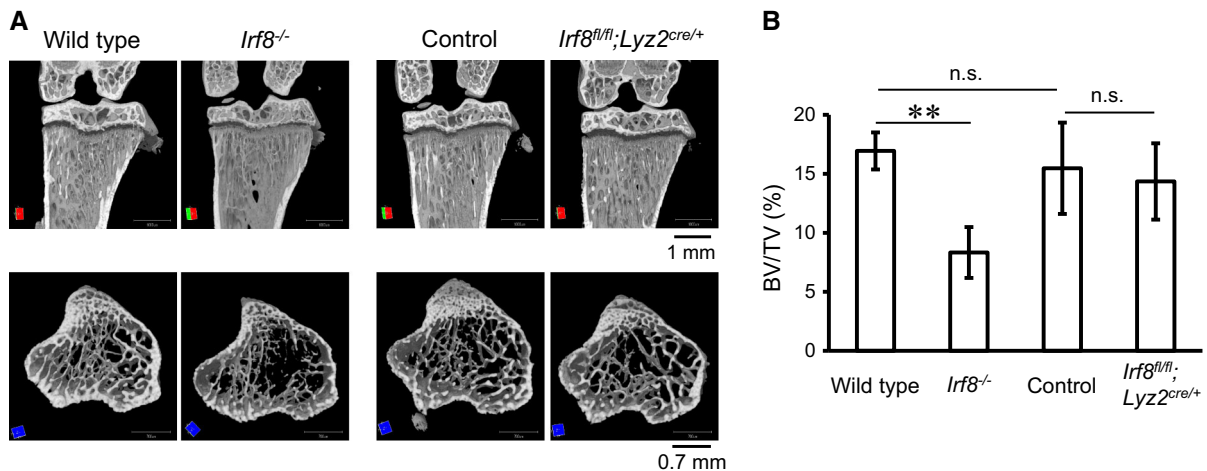 A
Wild type
Irf8-/-
Control
Irf8fl/fl;Lyz2cre/+
1 mm
0.7 mm
B
n.s.
n.s.
**
BV/TV (%)
20
15
10
5
0
Wild type
Irf8-/-
Control
Irf8fl/fl;
Lyz2cre/+